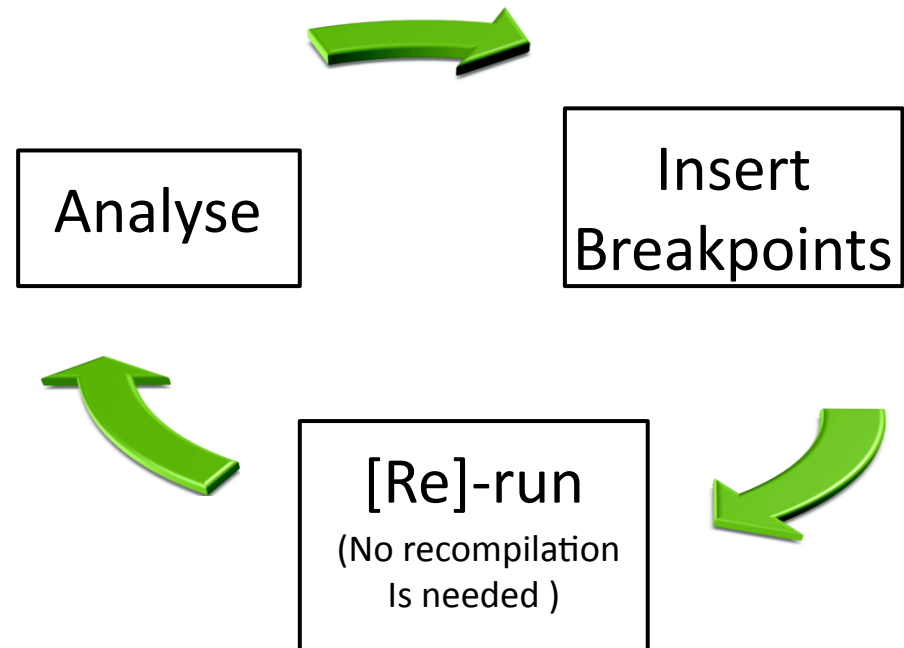 Analyse
Insert
Breakpoints
[Re]-run
(No recompilation
Is needed )